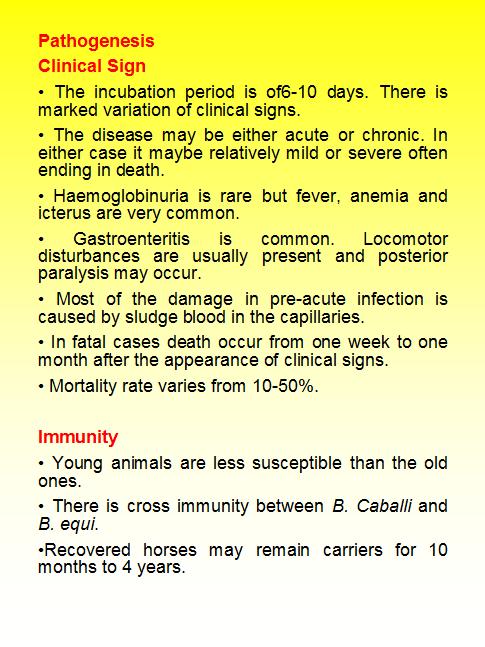 Pathogenesis
Clinical Sign
• The incubation period is of6-10 days. There is
marked variation of clinical signs.
• The disease may be either acute or chronic. In
either case it maybe relatively mild or severe often
ending in death.
• Haemoglobinuria is rare but fever, anemia and
icterus are very common.
• Gastroenteritis is common. Locomotor
disturbances are usually present and posterior
paralysis may occur.
• Most of the damage in pre-acute infection is
caused by sludge blood in the capillaries.
• In fatal cases death occur from one week to one
month after the appearance of clinical signs.
• Mortality rate varies from 10-50%.
Immunity
• Young animals are less susceptible than the old
ones.
• There is cross immunity between B. Caballi and
B. equi.
•Recovered horses may remain carriers for 10
months to 4 years.